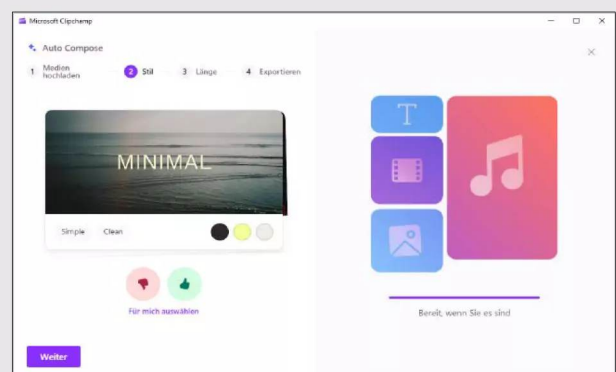 Microsoft Clipchamp
Auto Compose
1 Medien hochladen 2 Stil 3 Länge 4 Exportieren
MINIMAL
Simple Clean
Für mich auswählen
Weiter
T
Bereit, wenn Sie es sind